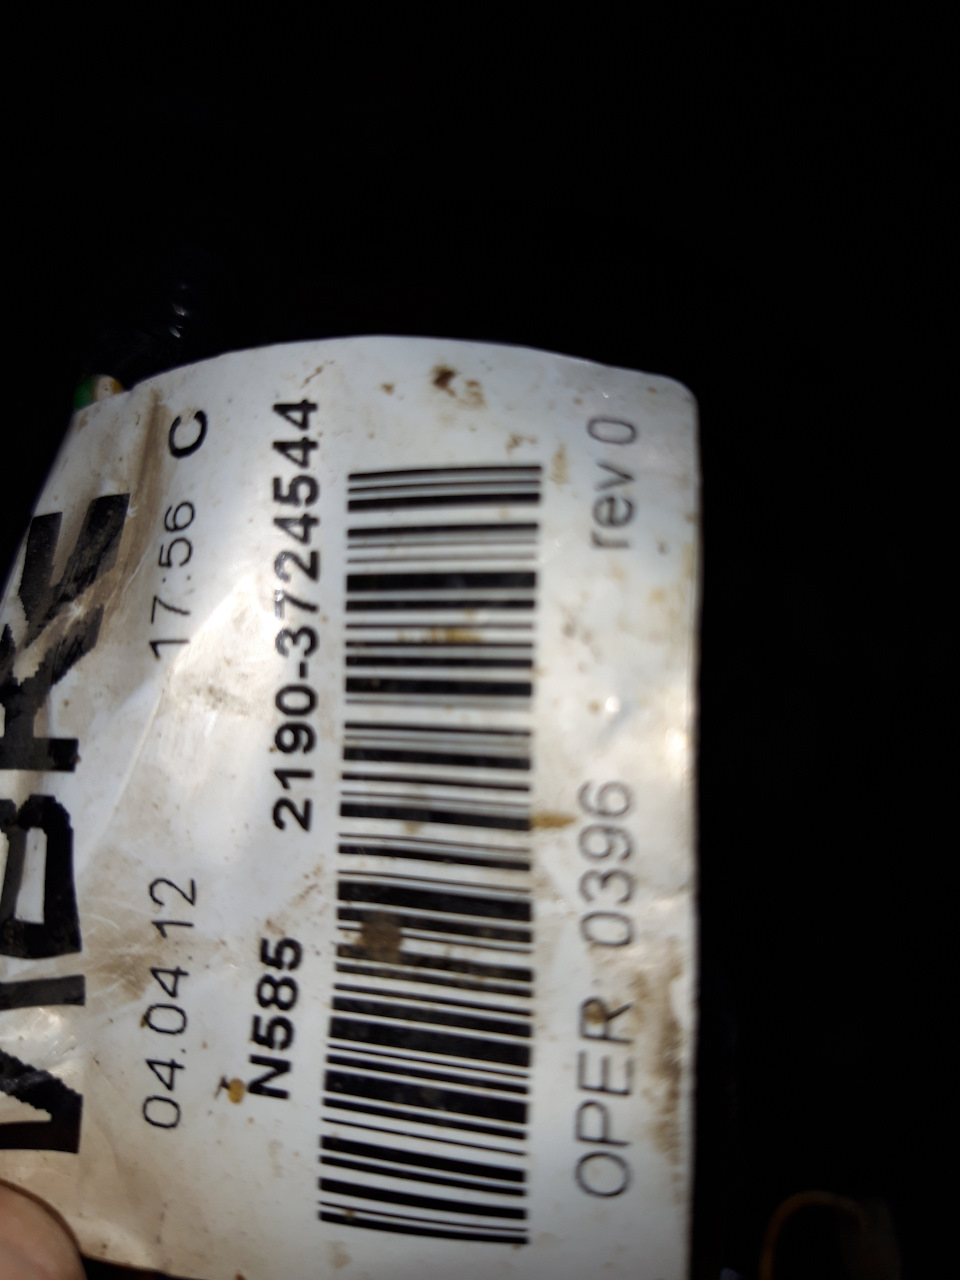 04.04.12 17:56 C
N585 2190-3724544
OPER 0396 rev 0